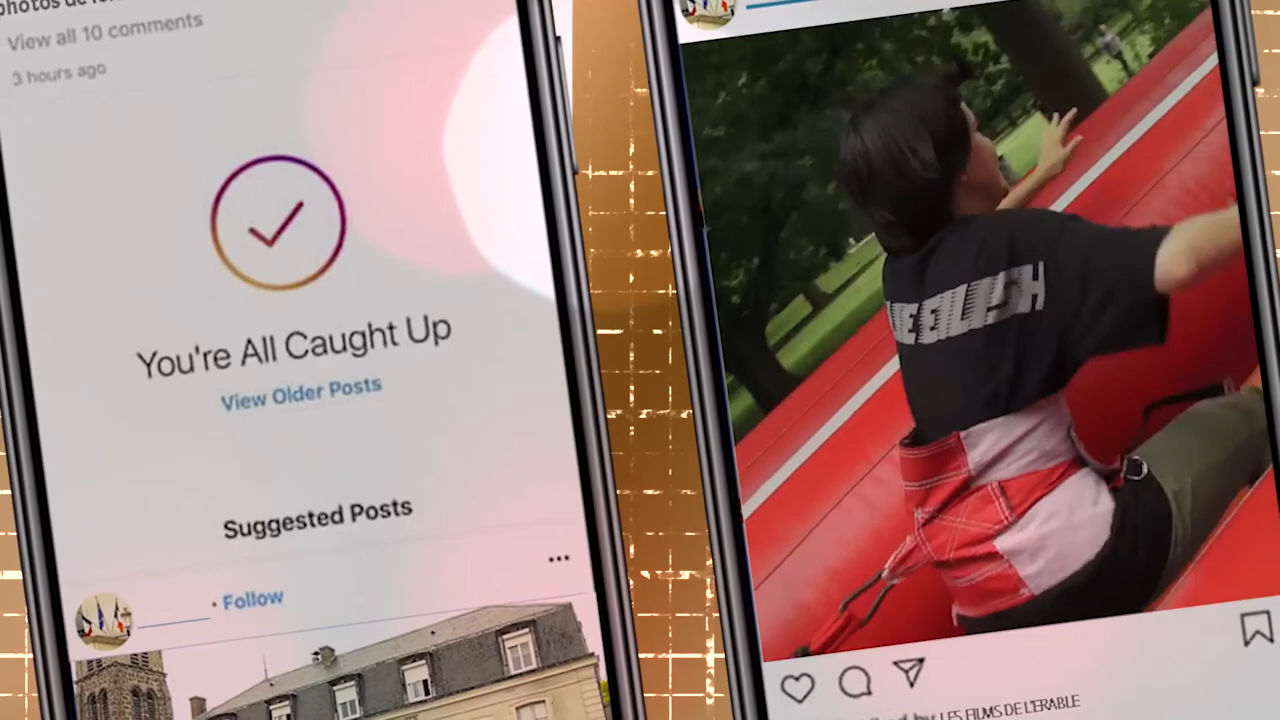 View all 10 comments
3 hours ago
You're All Caught Up
View Older Posts
Suggested Posts
• Follow
by LES FILMS DE L'ERABLE